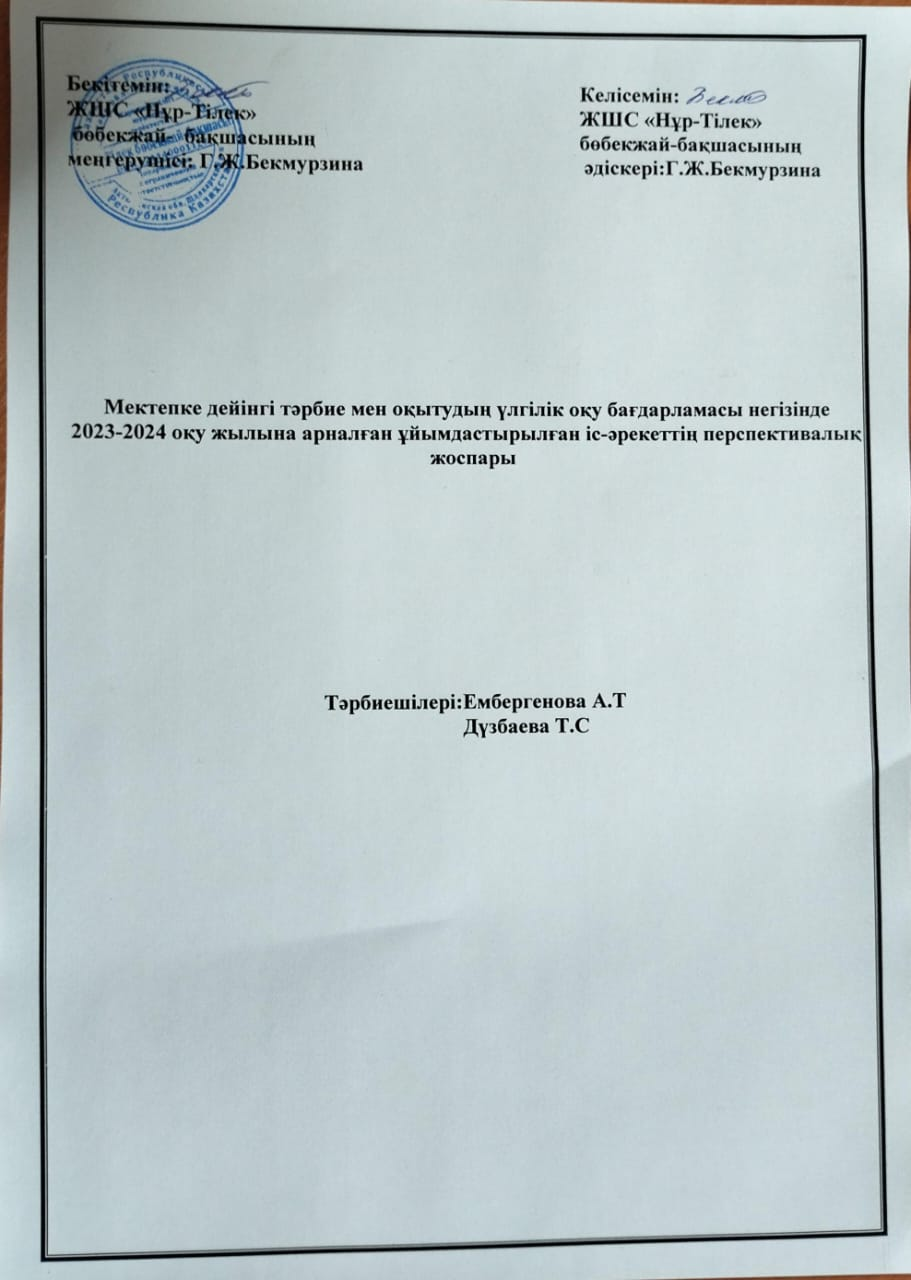 Бекітемін:
ЖШС «Нұр-Тілек»
бөбекжай- бақшасының
меңгерушісі: Г.Ж.Бекмурзина
Келісемін:
ЖШС «Нұр-Тілек»
бөбекжай-бақшасының
әдіскері:Г.Ж.Бекмурзина
Мектепке дейінгі тәрбие мен оқытудың үлгілік оқу бағдарламасы негізінде
2023-2024 оқу жылына арналған ұйымдастырылған іс-әрекеттің перспективалық
жоспары
Тәрбиешілері:Ембергенова А.Т
Дүзбаева Т.С